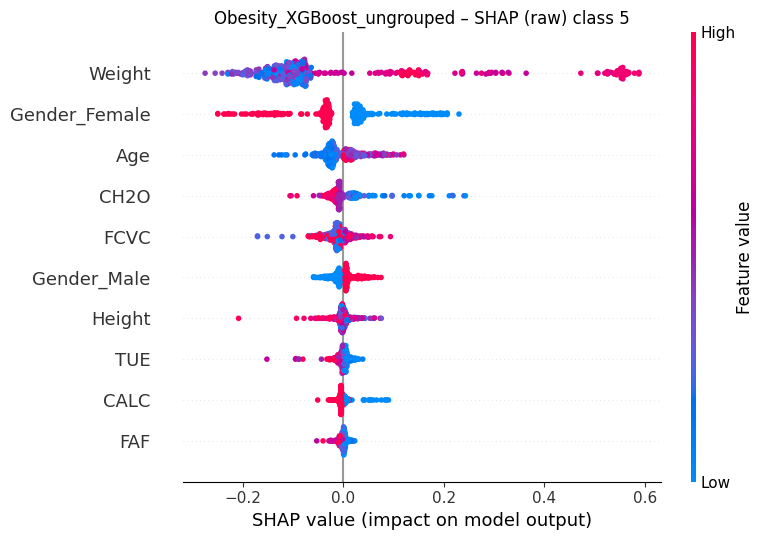 Obesity_XGBoost_ungrouped – SHAP (raw) class 5
High
Weight
Gender_Female
Age
CH2O
FCVC
Gender_Male
Height
TUE
CALC
FAF
Feature value
Low
−0.2 0.0 0.2 0.4 0.6
SHAP value (impact on model output)